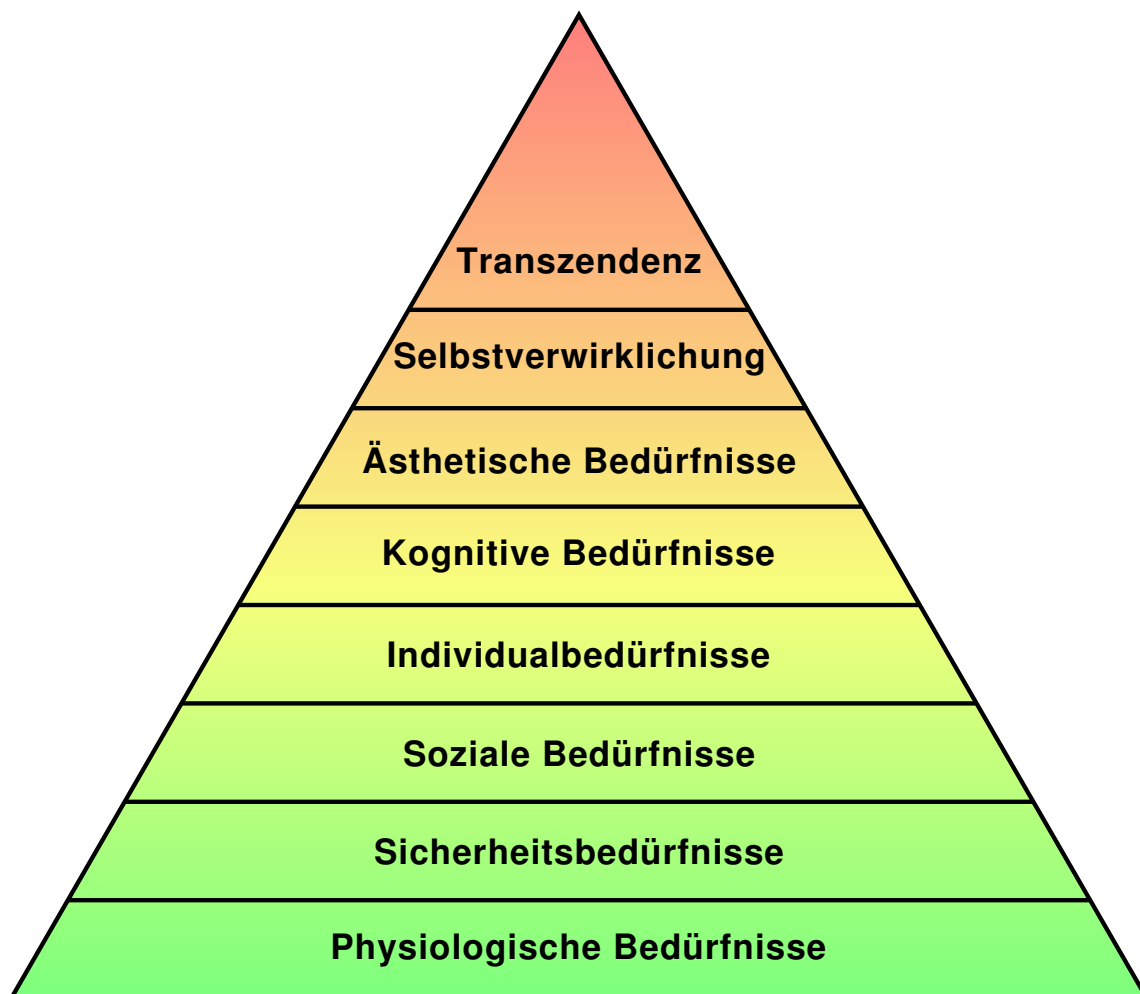 Transzendenz
Selbstverwirklichung
Ästhetische Bedürfnisse
Kognitive Bedürfnisse
Individualbedürfnisse
Soziale Bedürfnisse
Sicherheitsbedürfnisse
Physiologische Bedürfnisse